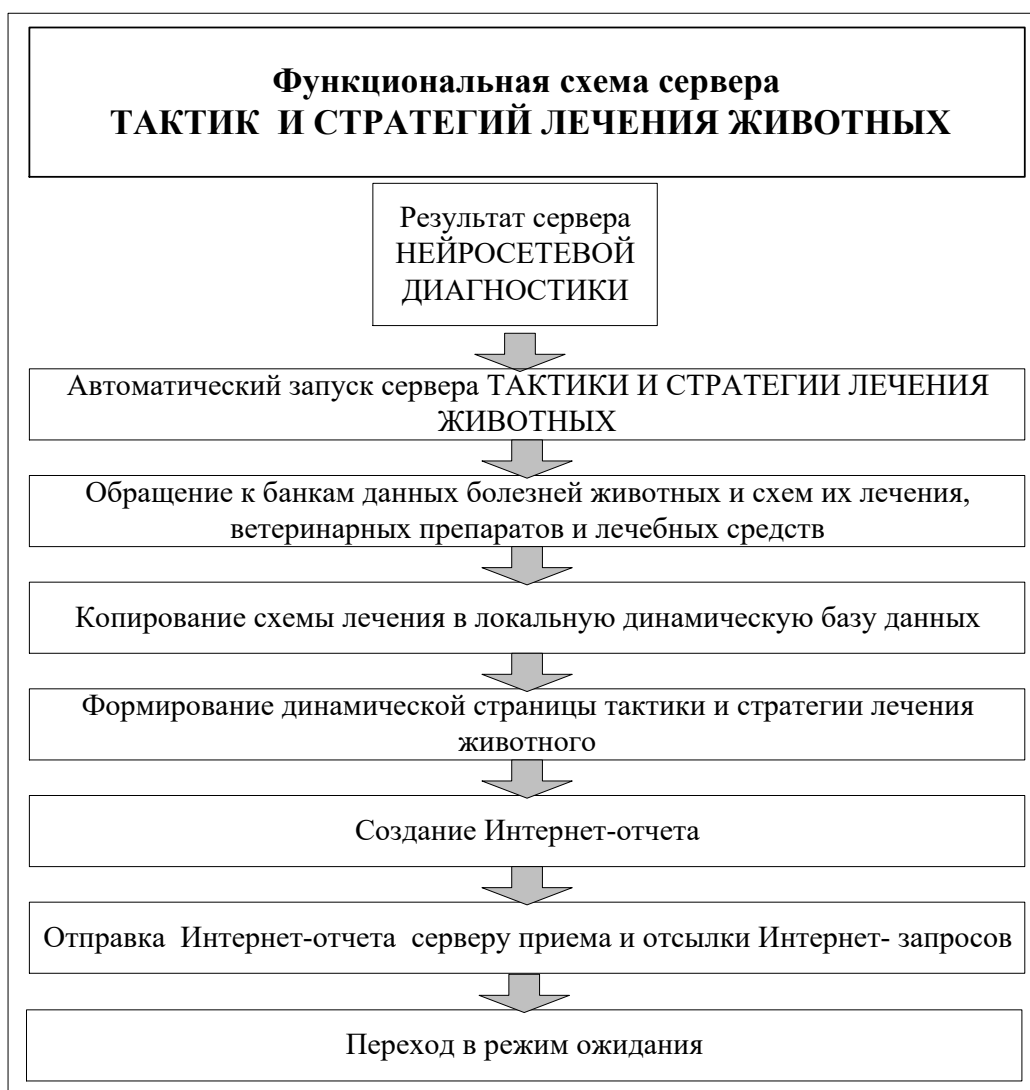 Функциональная схема сервера
ТАКТИК И СТРАТЕГИЙ ЛЕЧЕНИЯ ЖИВОТНЫХ
Результат сервера
НЕЙРОСЕТЕВОЙ
ДИАГНОСТИКИ
Автоматический запуск сервера ТАКТИКИ И СТРАТЕГИИ ЛЕЧЕНИЯ
ЖИВОТНЫХ
Обращение к банкам данных болезней животных и схем их лечения,
ветеринарных препаратов и лечебных средств
Копирование схемы лечения в локальную динамическую базу данных
Формирование динамической страницы тактики и стратегии лечения
животного
Создание Интернет-отчета
Отправка Интернет-отчета серверу приема и отсылки Интернет- запросов
Переход в режим ожидания